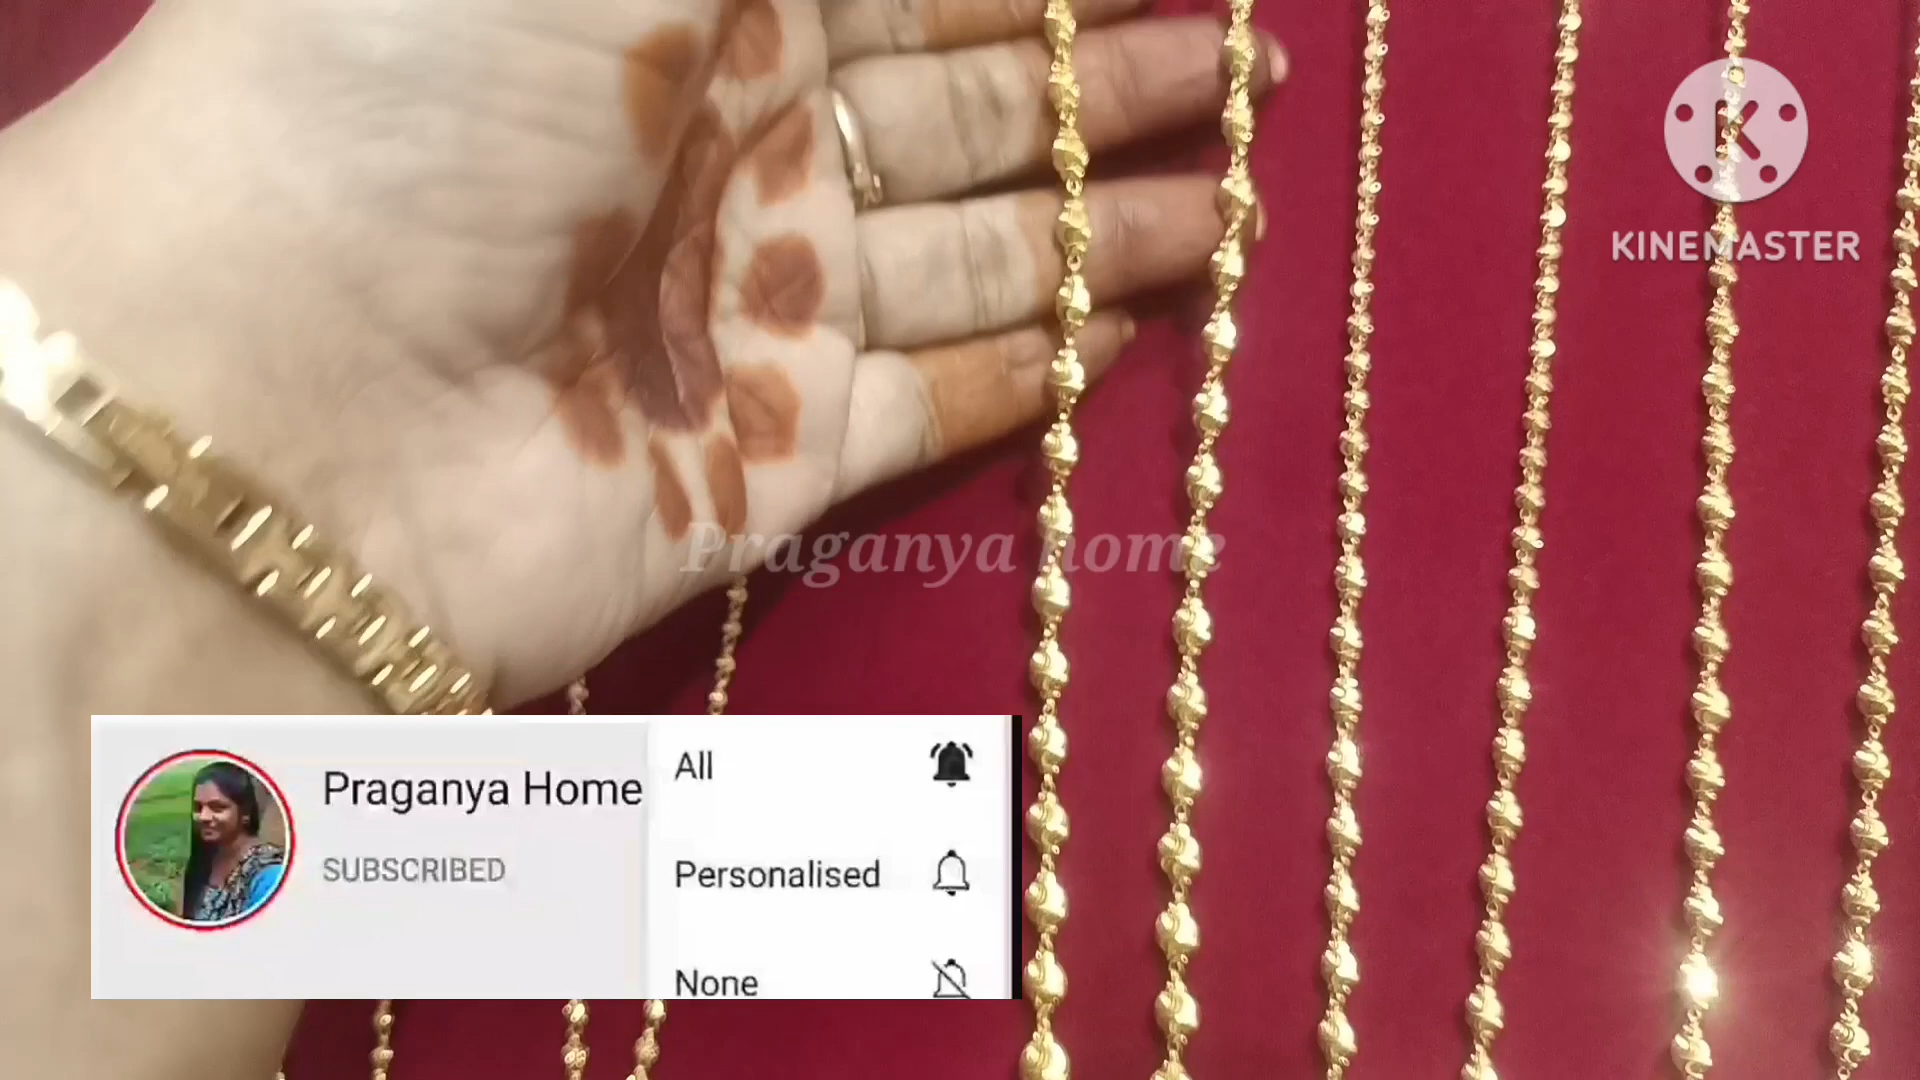 KINEMASTER
Praganya home
Praganya Home
SUBSCRIBED
All
Personalised
None